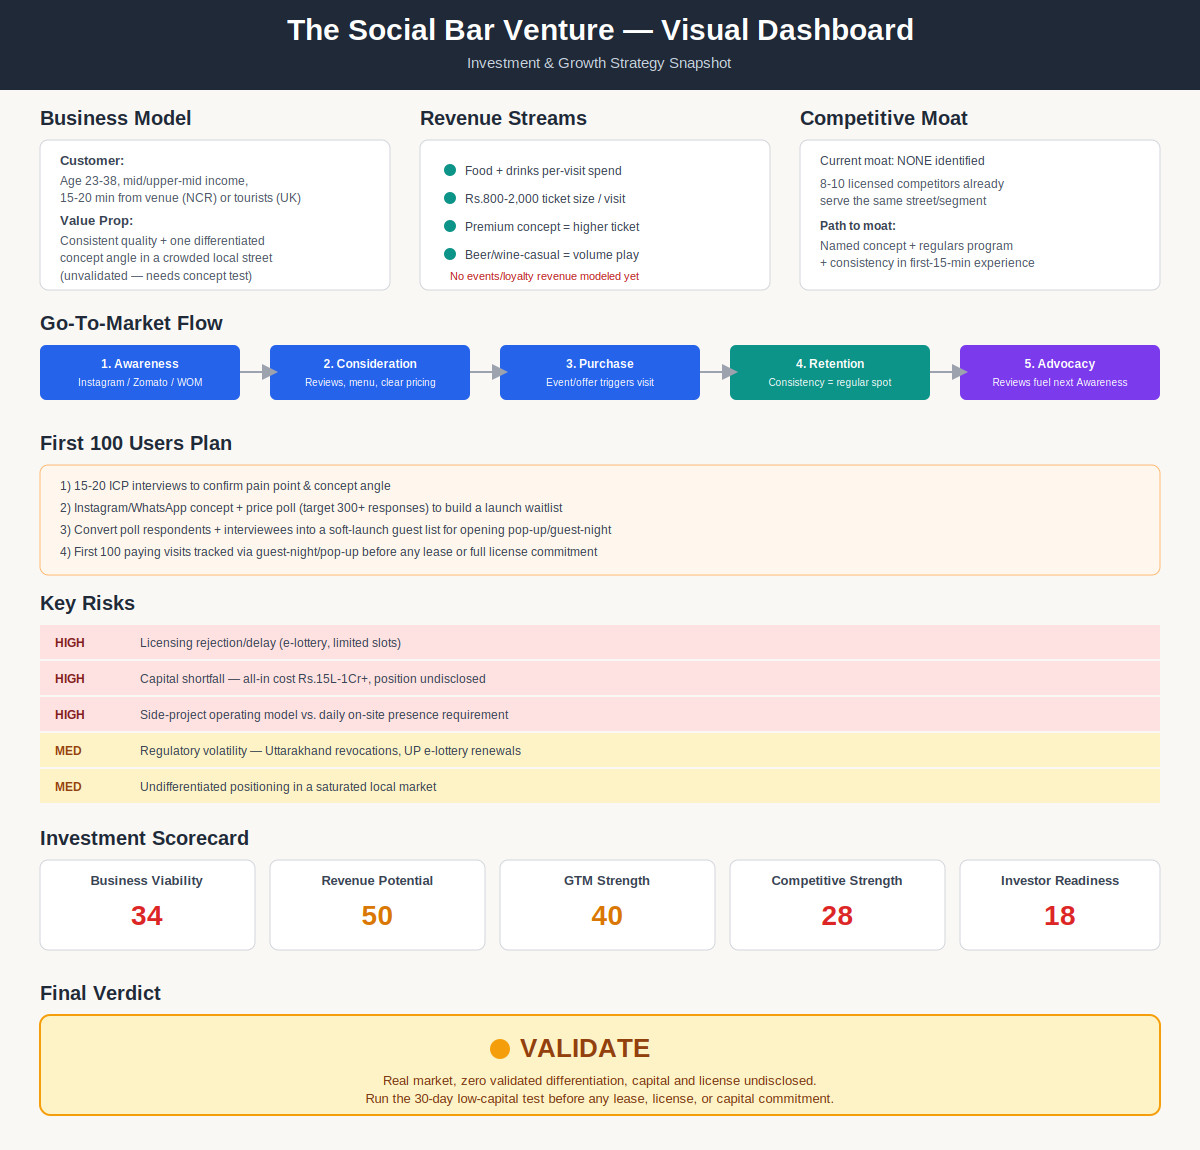 The Social Bar Venture — Visual Dashboard
Investment & Growth Strategy Snapshot
Business Model
Customer:
Age 23-38, mid/upper-mid income,
15-20 min from venue (NCR) or tourists (UK)
Value Prop:
Consistent quality + one differentiated
concept angle in a crowded local street
(unvalidated — needs concept test)
Revenue Streams
Food + drinks per-visit spend
Rs.800-2,000 ticket size / visit
Premium concept = higher ticket
Beer/wine-casual = volume play
No events/loyalty revenue modeled yet
Competitive Moat
Current moat: NONE identified
8-10 licensed competitors already
serve the same street/segment
Path to moat:
Named concept + regulars program
+ consistency in first-15-min experience
Go-To-Market Flow
1. Awareness
Instagram / Zomato / WOM
2. Consideration
Reviews, menu, clear pricing
3. Purchase
Event/offer triggers visit
4. Retention
Consistency = regular spot
5. Advocacy
Reviews fuel next Awareness
First 100 Users Plan
1) 15-20 ICP interviews to confirm pain point & concept angle
2) Instagram/WhatsApp concept + price poll (target 300+ responses) to build a launch waitlist
3) Convert poll respondents + interviewees into a soft-launch guest list for opening pop-up/guest-night
4) First 100 paying visits tracked via guest-night/pop-up before any lease or full license commitment
Key Risks
HIGH Licensing rejection/delay (e-lottery, limited slots)
HIGH Capital shortfall — all-in cost Rs.15L-1Cr+, position undisclosed
HIGH Side-project operating model vs. daily on-site presence requirement
MED Regulatory volatility — Uttarakhand revocations, UP e-lottery renewals
MED Undifferentiated positioning in a saturated local market
Investment Scorecard
Business Viability
34
Revenue Potential
50
GTM Strength
40
Competitive Strength
28
Investor Readiness
18
Final Verdict
VALIDATE
Real market, zero validated differentiation, capital and license undisclosed.
Run the 30-day low-capital test before any lease, license, or capital commitment.